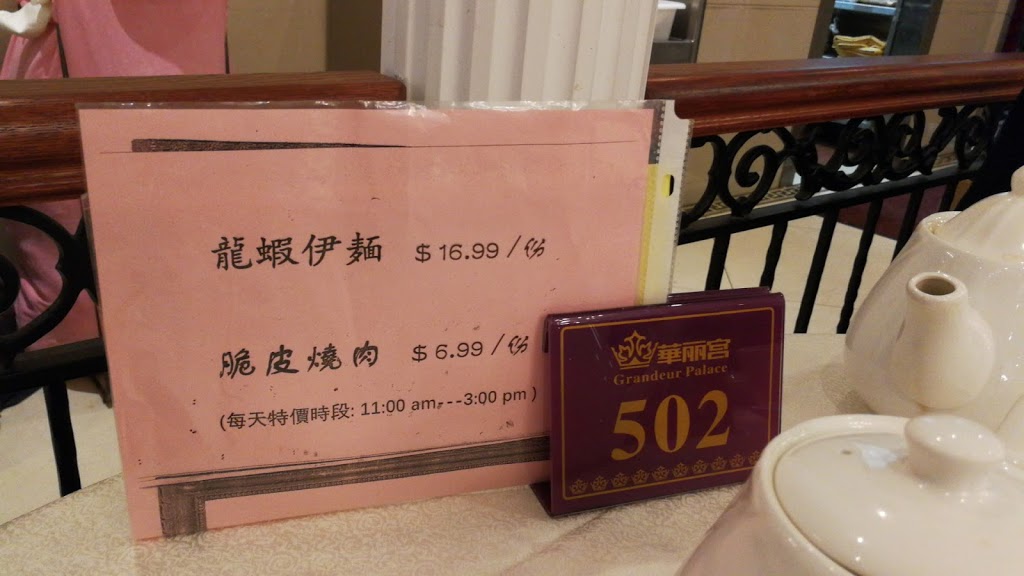 龍蝦伊麵 $16.99/份
脆皮燒肉 $6.99/份
(每天特價時段: 11:00 am---3:00 pm)
華丽宫
Grandeur Palace
502